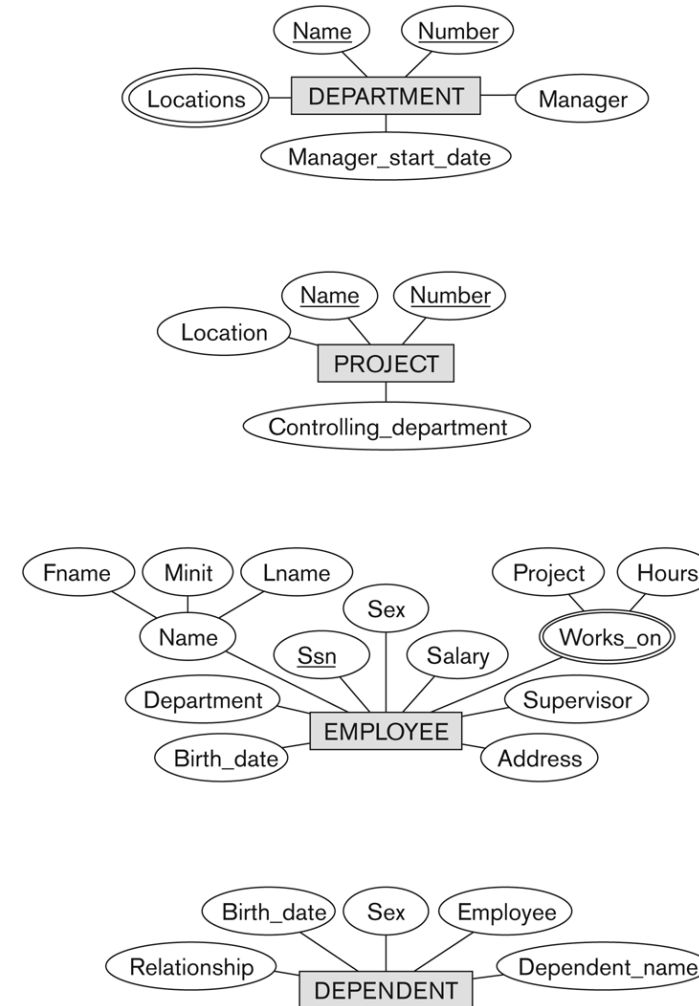 Name Number
Locations DEPARTMENT Manager
Manager_start_date
Name Number
Location
PROJECT
Controlling_department
Fname Minit Lname Project Hours
Sex
Name Works_on
Ssn Salary
Department Supervisor
EMPLOYEE
Birth_date Address
Birth_date Sex Employee
Relationship Dependent_name
DEPENDENT